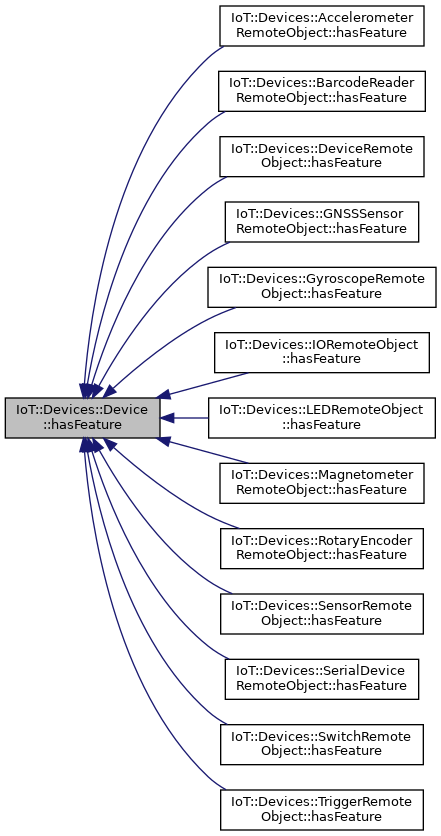 IoT::Devices::Accelerometer
RemoteObject::hasFeature
IoT::Devices::BarcodeReader
RemoteObject::hasFeature
IoT::Devices::DeviceRemote
Object::hasFeature
IoT::Devices::GNSSSensor
RemoteObject::hasFeature
IoT::Devices::GyroscopeRemote
Object::hasFeature
IoT::Devices::IORemoteObject
::hasFeature
IoT::Devices::Device
::hasFeature
IoT::Devices::LEDRemoteObject
::hasFeature
IoT::Devices::Magnetometer
RemoteObject::hasFeature
IoT::Devices::RotaryEncoder
RemoteObject::hasFeature
IoT::Devices::SensorRemote
Object::hasFeature
IoT::Devices::SerialDevice
RemoteObject::hasFeature
IoT::Devices::SwitchRemote
Object::hasFeature
IoT::Devices::TriggerRemote
Object::hasFeature